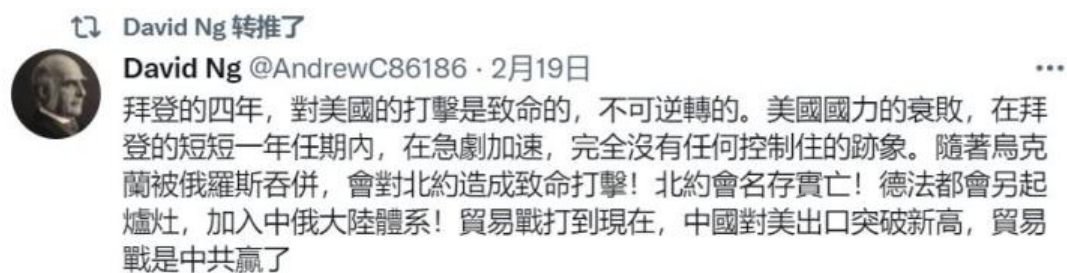 David Ng 转推了
David Ng @AndrewC86186 · 2月19日
拜登的四年，對美國的打擊是致命的，不可逆轉的。美國國力的衰敗，在拜
登的短短一年任期內，在急劇加速，完全沒有任何控制住的跡象。隨著烏克
蘭被俄羅斯吞併，會對北約造成致命打擊！北約會名存實亡！德法都會另起
爐灶，加入中俄大陸體系！貿易戰打到現在，中國對美出口突破新高，貿易
戰是中共贏了